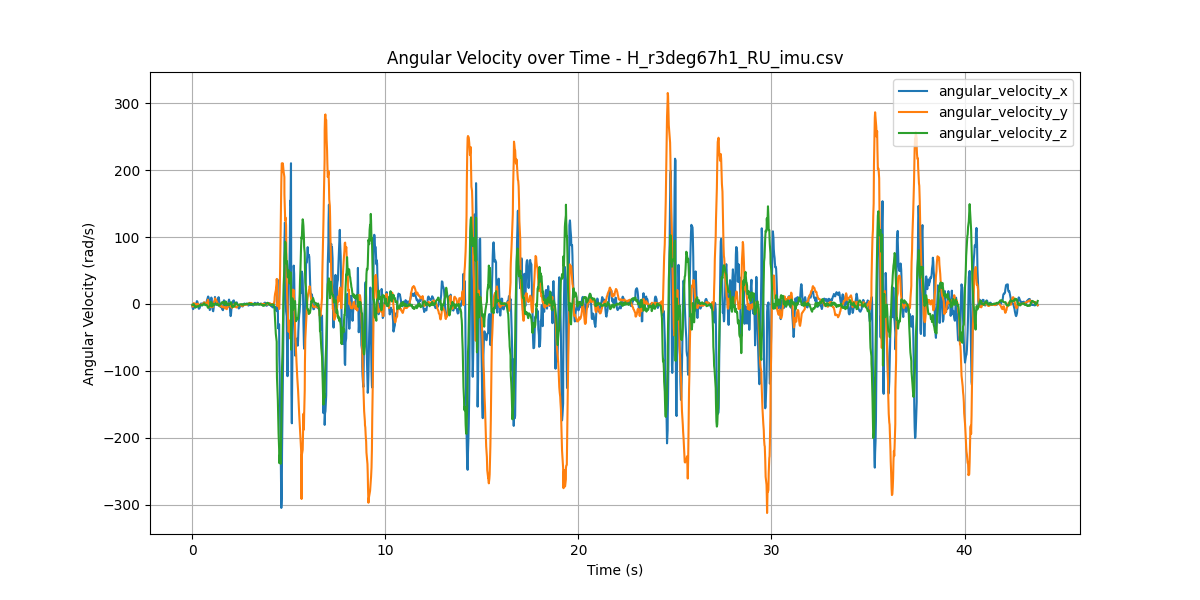 Angular Velocity over Time - H_r3deg67h1_RU_imu.csv
angular_velocity_x
angular_velocity_y
angular_velocity_z
Angular Velocity (rad/s)
300
200
100
0
−100
−200
−300
0 10 20 30 40
Time (s)